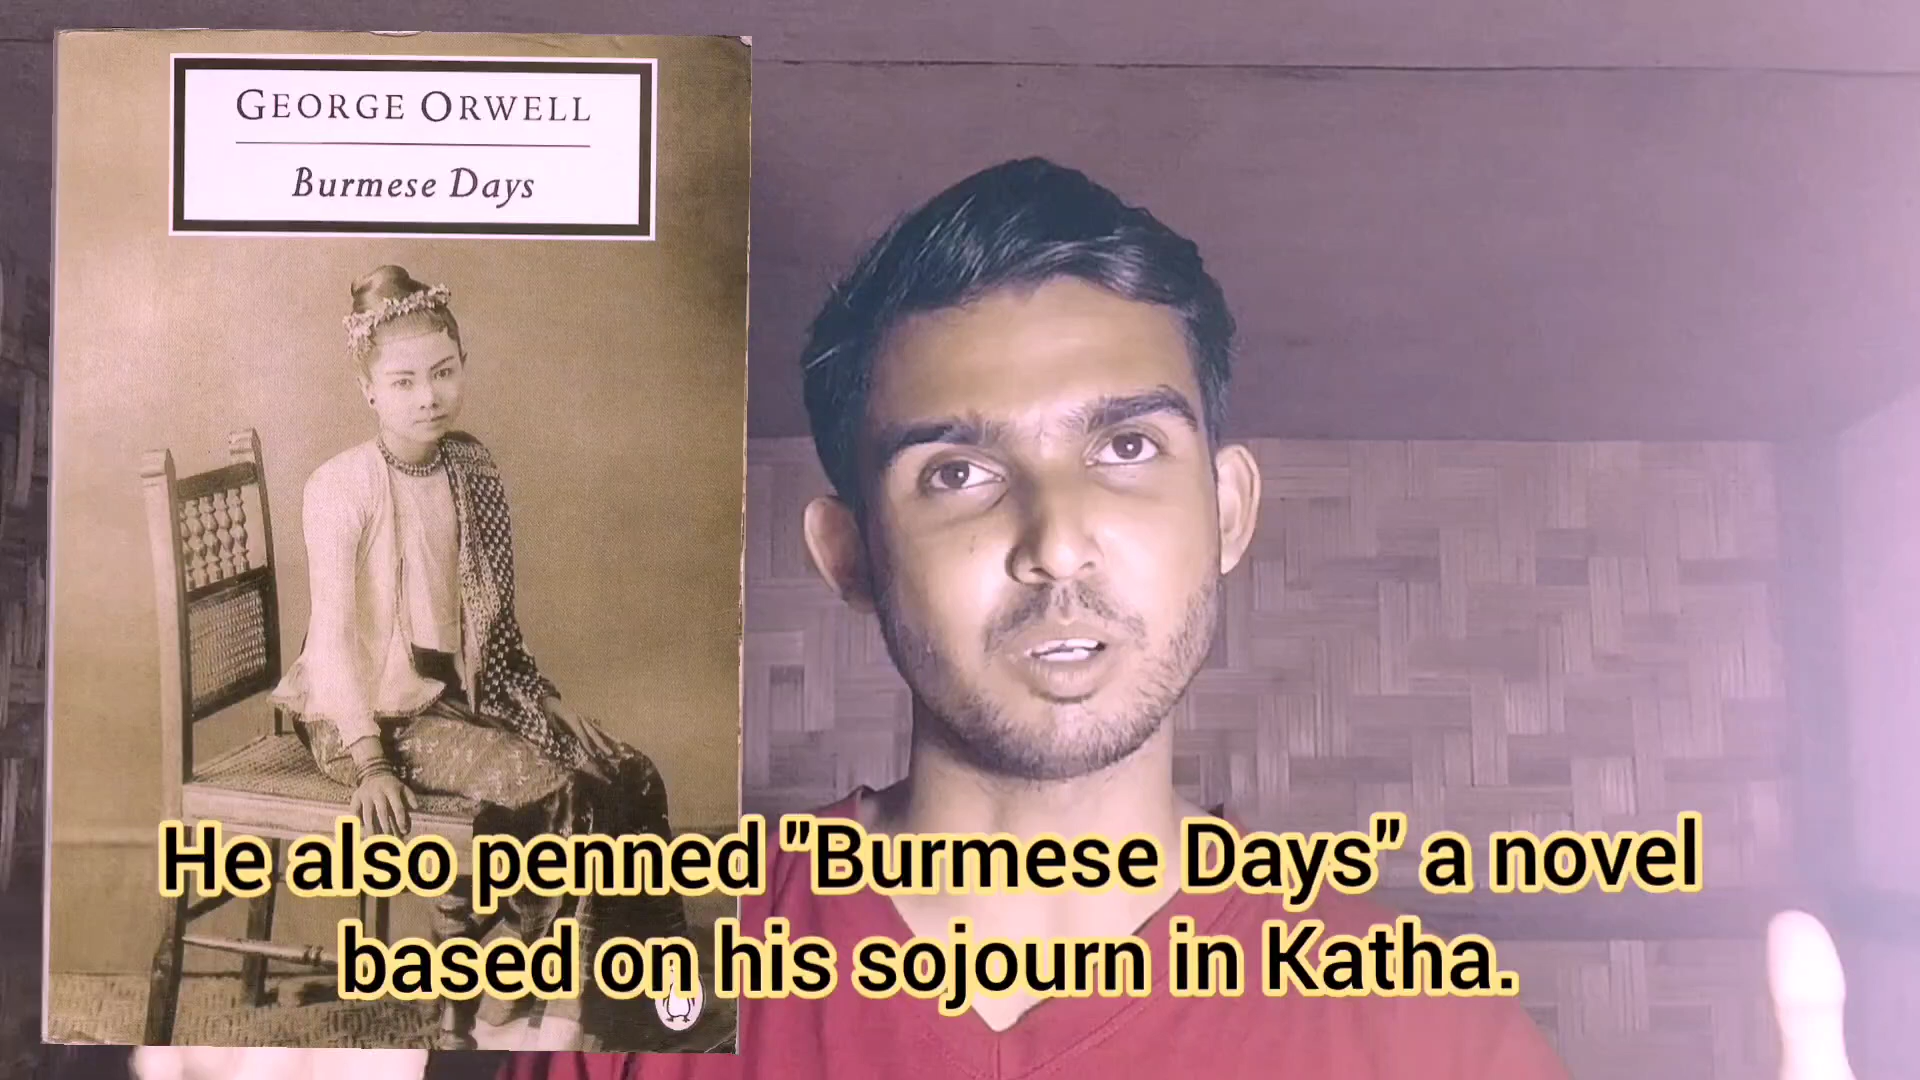 GEORGE ORWELL
Burmese Days
He also penned "Burmese Days" a novel
based on his sojourn in Katha.